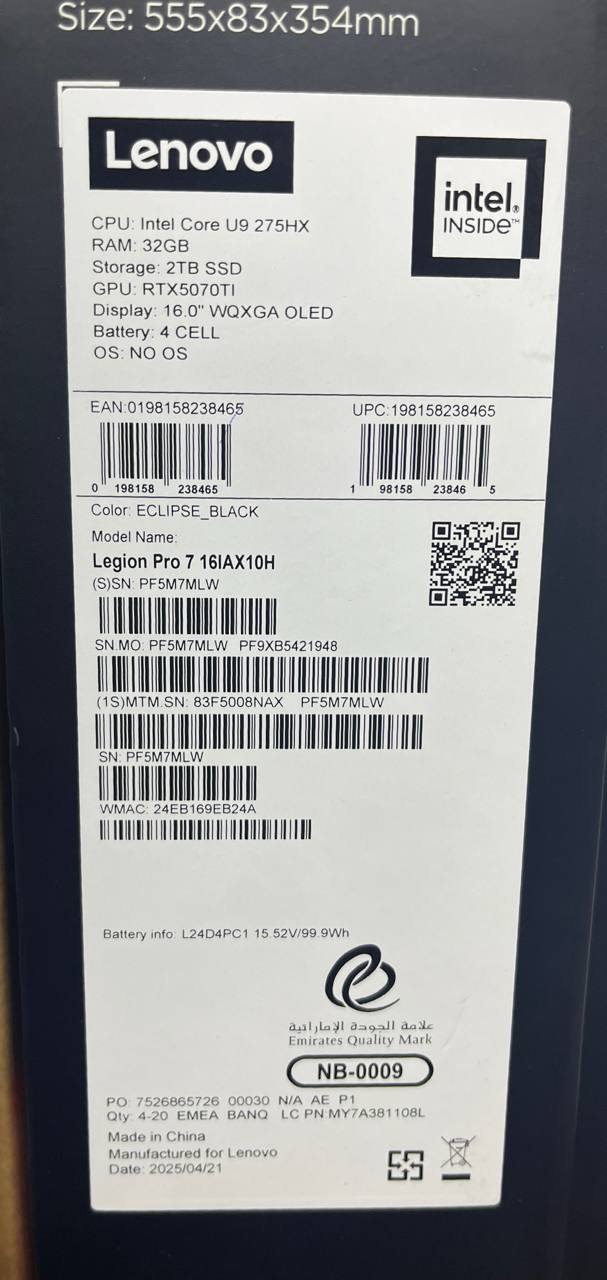 Size: 555x83x354mm
Lenovo
intel.
INSIDE™
CPU: Intel Core U9 275HX
RAM: 32GB
Storage: 2TB SSD
GPU: RTX5070TI
Display: 16.0" WQXGA OLED
Battery: 4 CELL
OS: NO OS
EAN:0198158238465 UPC:198158238465
0 198158 238465 1 98158 23846 5
Color: ECLIPSE_BLACK
Model Name:
Legion Pro 7 16IAX10H
(S)SN: PF5M7MLW
SN.MO: PF5M7MLW PF9XB5421948
(1S)MTM.SN: 83F5008NAX PF5M7MLW
SN: PF5M7MLW
WMAC: 24EB169EB24A
Battery info: L24D4PC1 15.52V/99.9Wh
علامة الجودة الإماراتية
Emirates Quality Mark
NB-0009
PO: 7526865726 00030 N/A AE P1
Qty: 4-20 EMEA BANQ LC PN:MY7A381108L
Made in China
Manufactured for Lenovo
Date: 2025/04/21